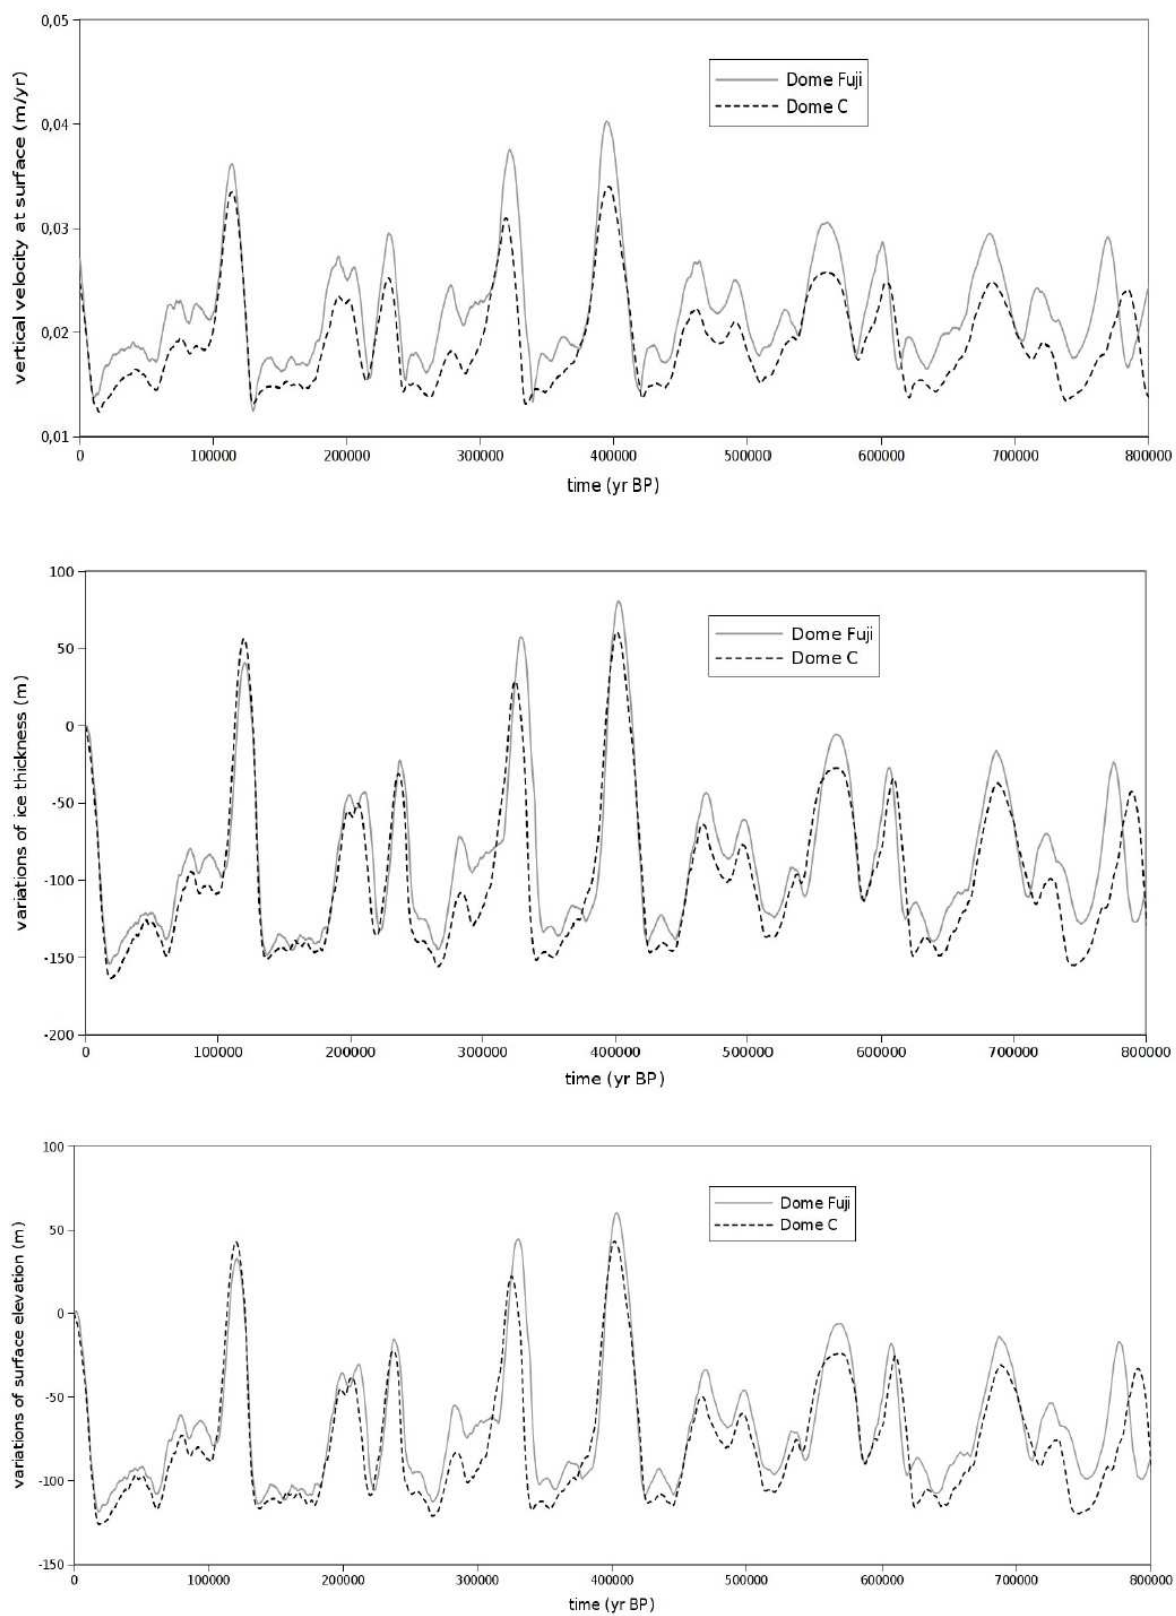 0,05
0,04
0,03
0,02
0,01
vertical velocity at surface (m/yr)
Dome Fuji
Dome C
0 100000 200000 300000 400000 500000 600000 700000 800000
time (yr BP)
100
50
0
-50
-100
-150
-200
variations of ice thickness (m)
Dome Fuji
Dome C
0 100000 200000 300000 400000 500000 600000 700000 800000
time (yr BP)
100
50
0
-50
-100
-150
variations of surface elevation (m)
Dome Fuji
Dome C
0 100000 200000 300000 400000 500000 600000 700000 800000
time (yr BP)